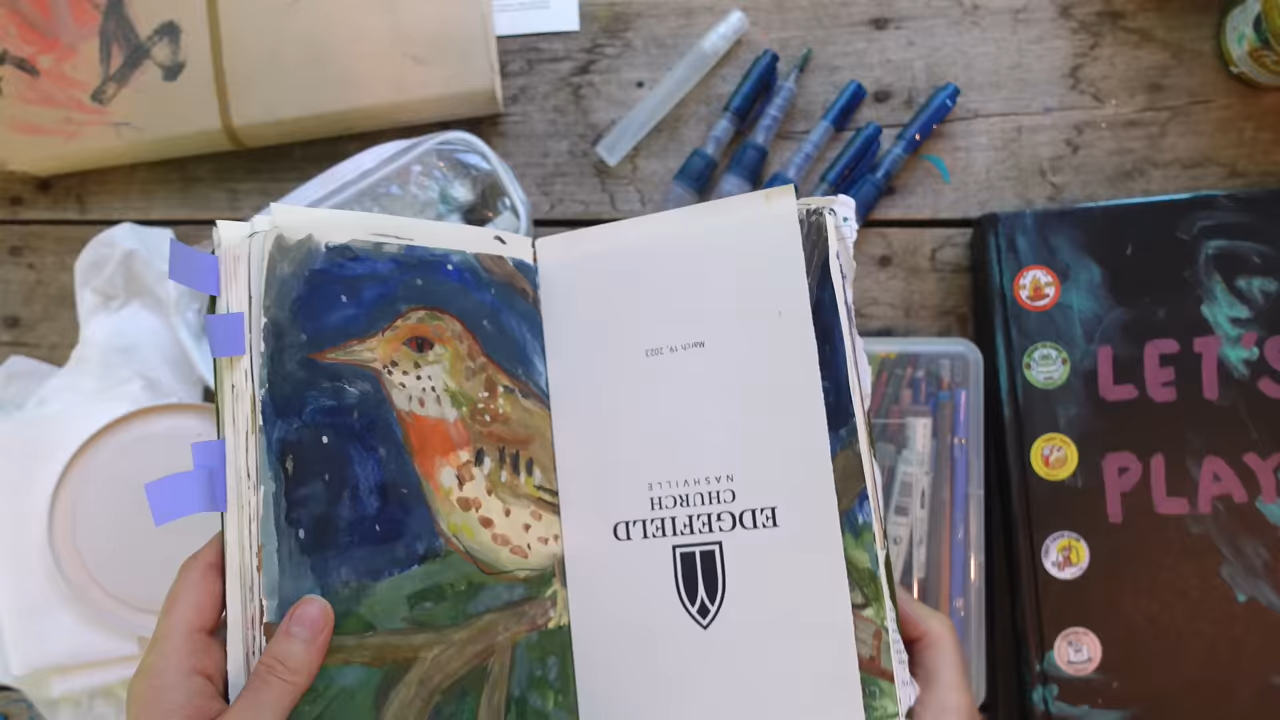 March 19, 2023
EDGEFIELD
CHURCH
NASHVILLE
LET'S
PLAY